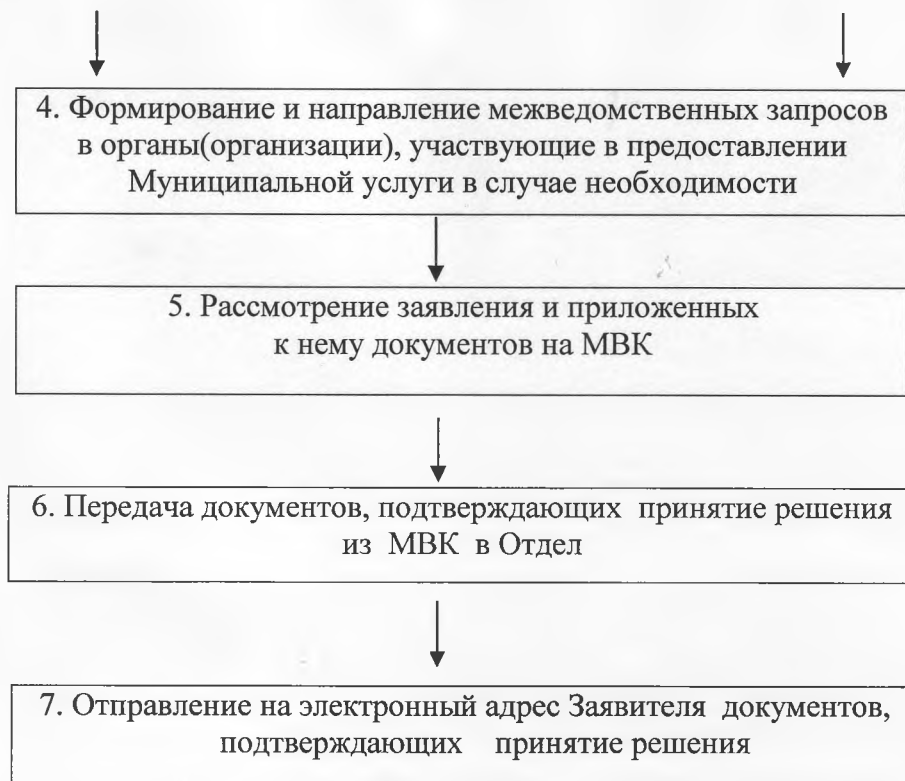 4. Формирование и направление межведомственных запросов
в органы(организации), участвующие в предоставлении
Муниципальной услуги в случае необходимости
5. Рассмотрение заявления и приложенных
к нему документов на МВК
6. Передача документов, подтверждающих принятие решения
из МВК в Отдел
7. Отправление на электронный адрес Заявителя документов,
подтверждающих принятие решения